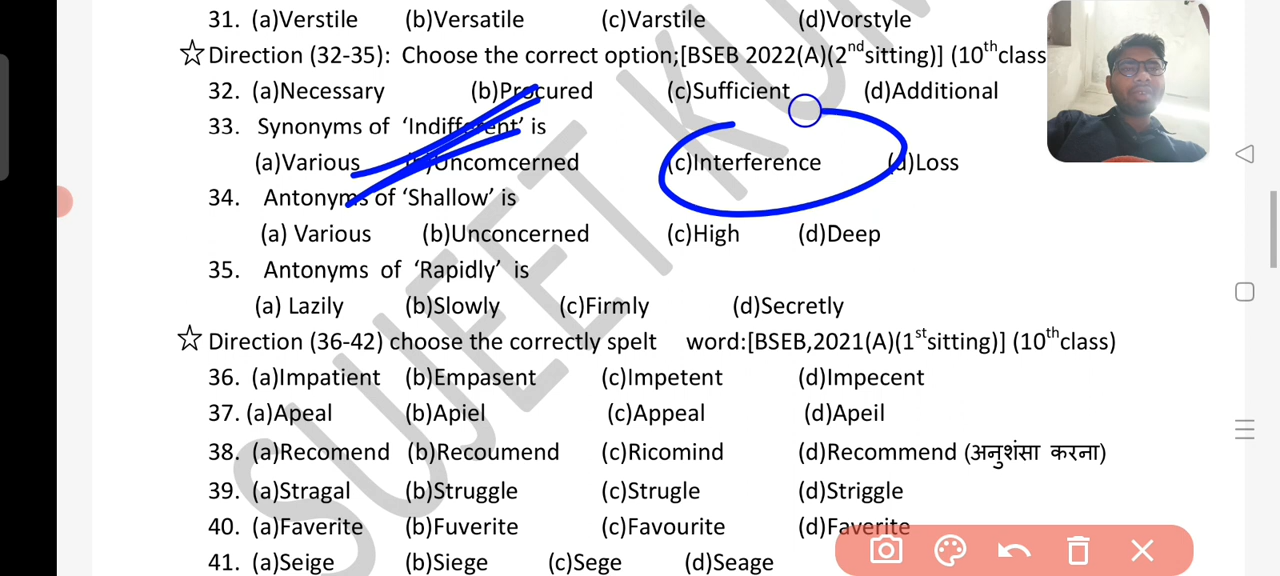 31. (a)Verstile (b)Versatile (c)Varstile (d)Vorstyle
☆Direction (32-35): Choose the correct option;[BSEB 2022(A)(2nd sitting)] (10th class
32. (a)Necessary (b)Procured (c)Sufficient (d)Additional
33. Synonyms of ‘Indifferent’ is
(a)Various (b)Uncomcerned (c)Interference (d)Loss
34. Antonyms of ‘Shallow’ is
(a) Various (b)Unconcerned (c)High (d)Deep
35. Antonyms of ‘Rapidly’ is
(a) Lazily (b)Slowly (c)Firmly (d)Secretly
☆Direction (36-42) choose the correctly spelt word:[BSEB,2021(A)(1st sitting)] (10th class)
36. (a)Impatient (b)Empasent (c)Impetent (d)Impecent
37. (a)Apeal (b)Apiel (c)Appeal (d)Apeil
38. (a)Recomend (b)Recoumend (c)Ricomind (d)Recommend (अनुशंसा करना)
39. (a)Stragal (b)Struggle (c)Strugle (d)Striggle
40. (a)Faverite (b)Fuverite (c)Favourite (d)Faverite
41. (a)Seige (b)Siege (c)Sege (d)Seage
SUJEET KU